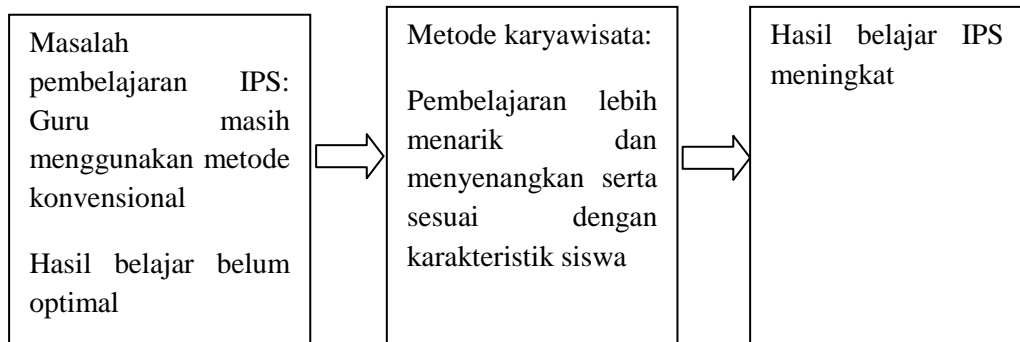 Masalah
pembelajaran IPS:
Guru masih
menggunakan metode
konvensional
Hasil belajar belum
optimal
Metode karyawisata:
Pembelajaran lebih
menarik dan
menyenangkan serta
sesuai dengan
karakteristik siswa
Hasil belajar IPS
meningkat